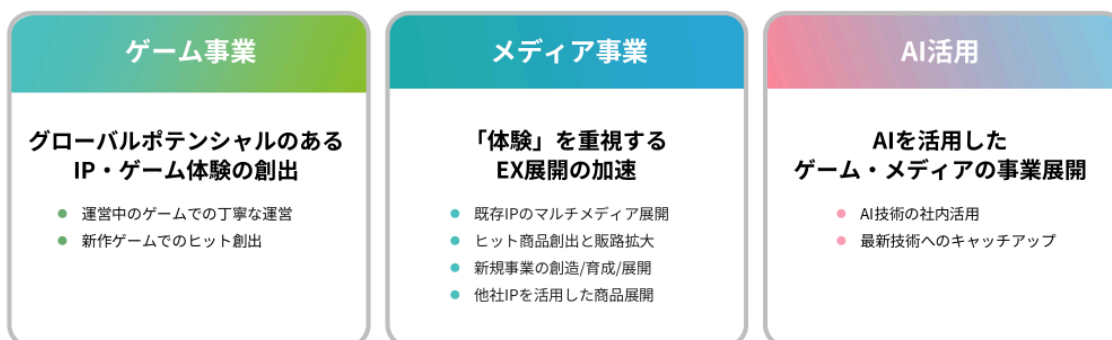 ゲーム事業
グローバルポテンシャルのある
IP・ゲーム体験の創出
運営中のゲームでの丁寧な運営
新作ゲームでのヒット創出
メディア事業
「体験」を重視する
EX展開の加速
既存IPのマルチメディア展開
ヒット商品創出と販路拡大
新規事業の創造/育成/展開
他社IPを活用した商品展開
AI活用
AIを活用した
ゲーム・メディアの事業展開
AI技術の社内活用
最新技術へのキャッチアップ